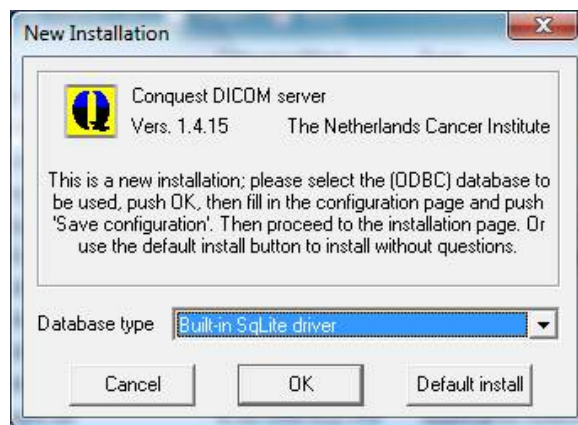 New Installation
Conquest DICOM server
Vers. 1.4.15 The Netherlands Cancer Institute
This is a new installation; please select the (ODBC) database to
be used, push OK, then fill in the configuration page and push
'Save configuration'. Then proceed to the installation page. Or
use the default install button to install without questions.
Database type Built-in SqLite driver
Cancel OK Default install